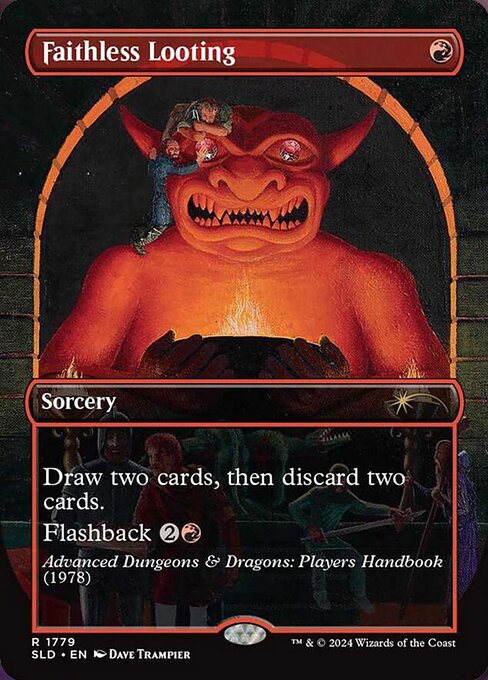 Faithless Looting
Sorcery
Draw two cards, then discard two
cards.
Flashback 2
Advanced Dungeons & Dragons: Players Handbook
(1978)
R 1779
SLD • EN Dave Trampier
™ & © 2024 Wizards of the Coast